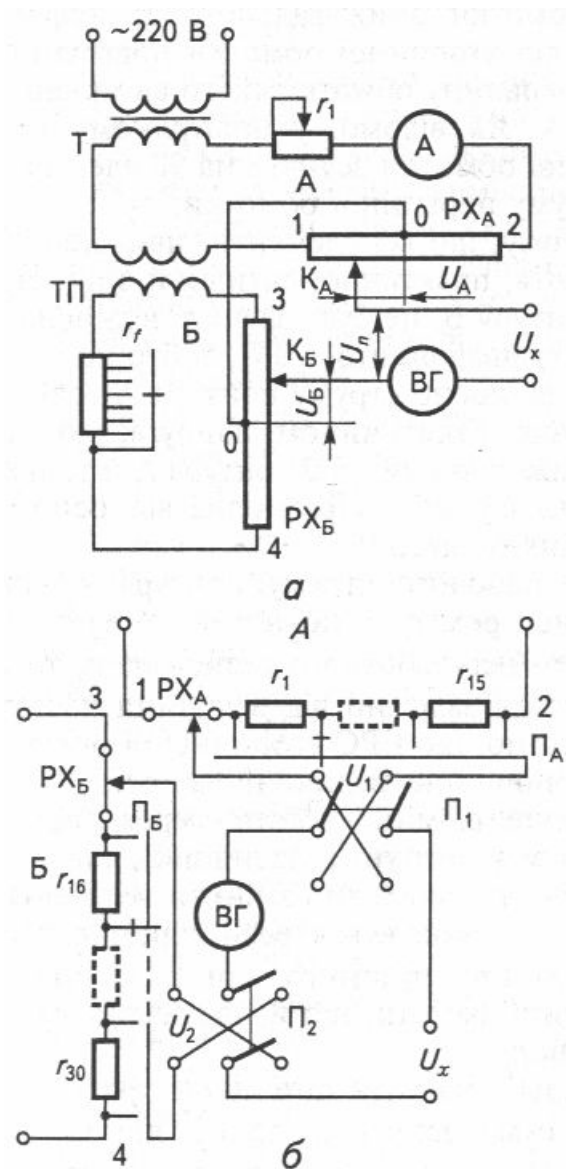 ~220 В
Т
r1
А
А
1
0
РХА
2
КА
UА
ТП
3
rf
Б
КБ
Uп
Ux
UБ
ВГ
0
РХБ
4
а
А
3
1
РХА
r1
r15
2
ПА
РХБ
U1
ПБ
П1
Б
r16
ВГ
U2
П2
r30
Ux
4
б